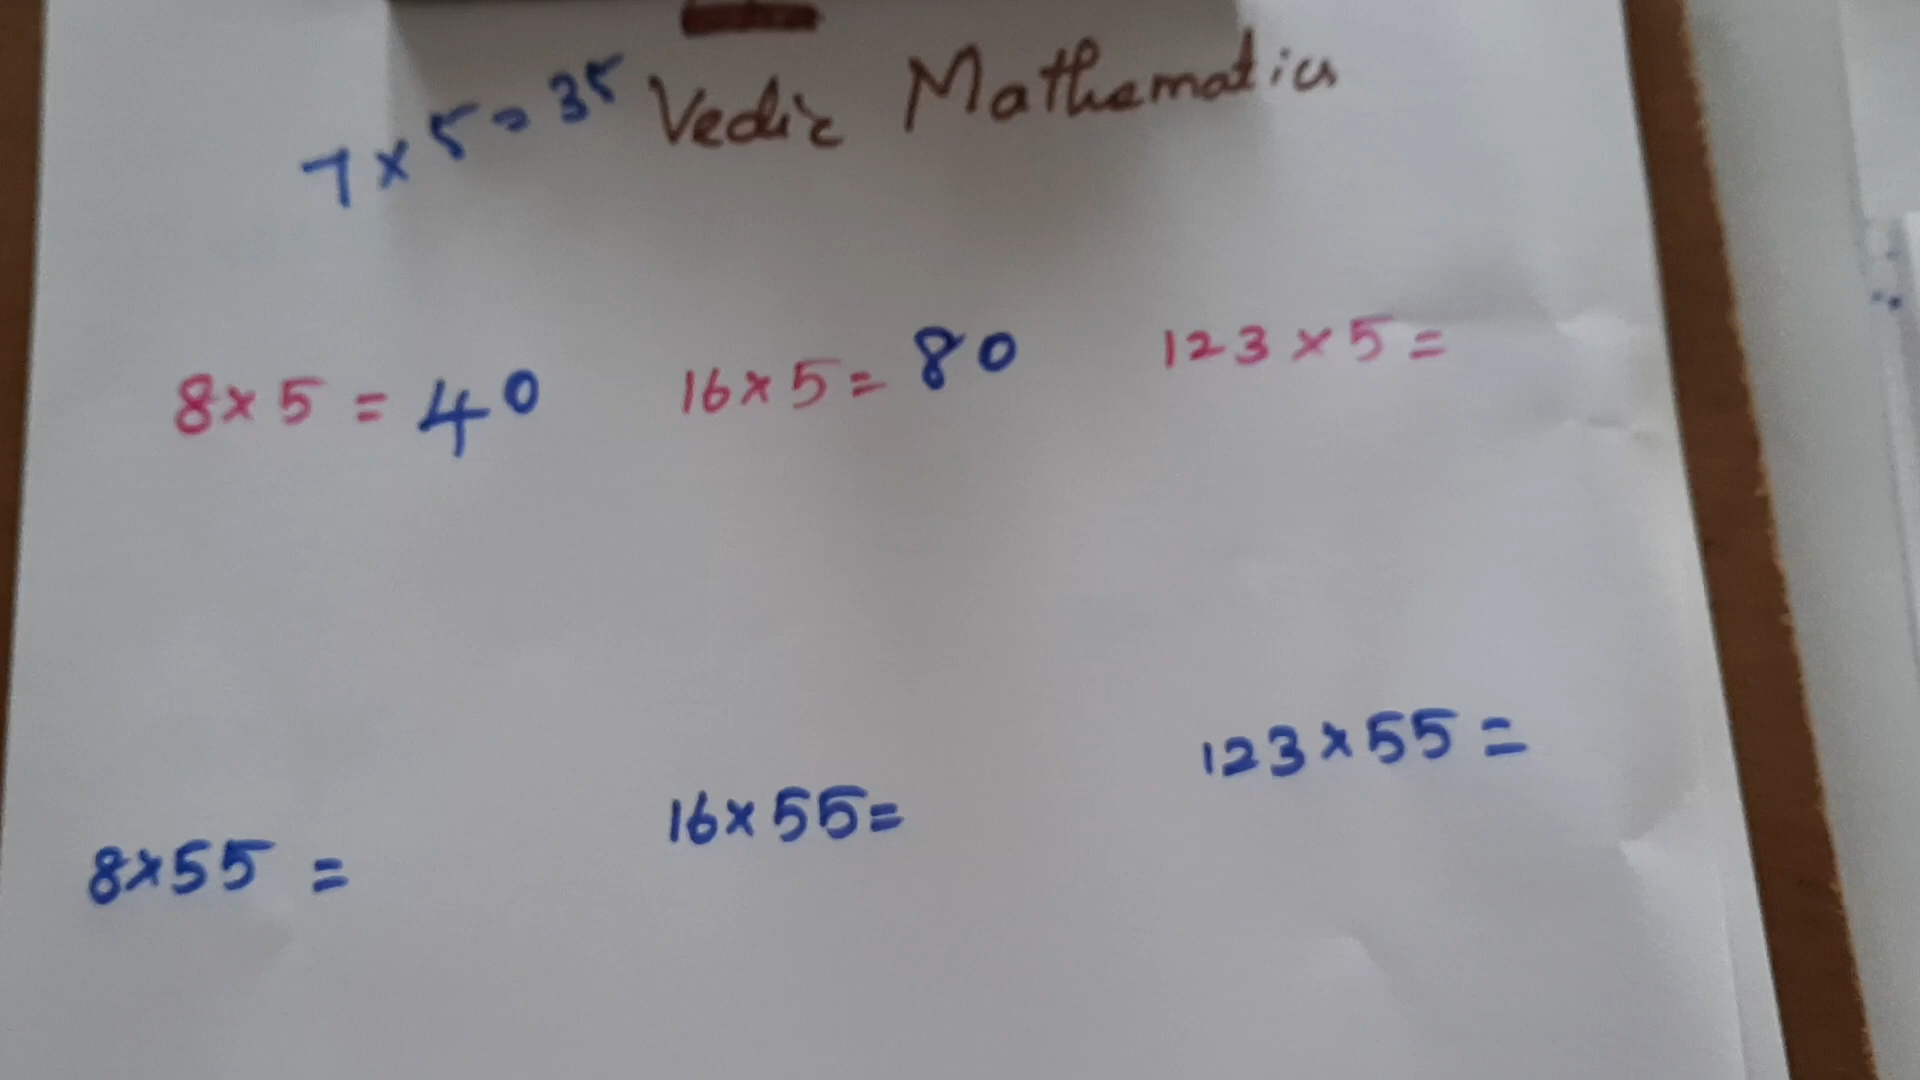 7 x 5 = 35 Vedic Mathematics
8 x 5 = 40 16 x 5 = 80 123 x 5 =
8 x 55 = 16 x 55 = 123 x 55 =